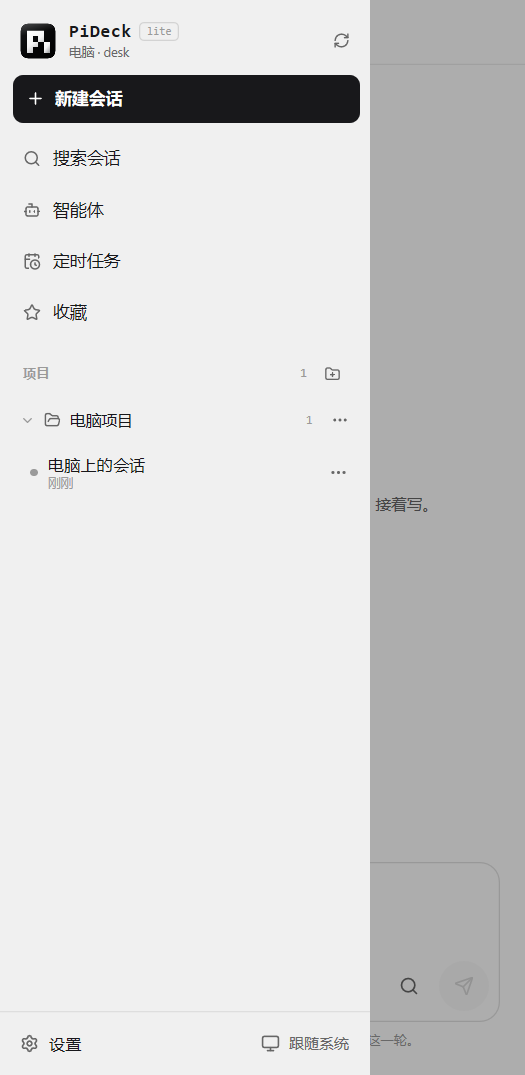 PiDeck lite
电脑 · desk
新建会话
搜索会话
智能体
定时任务
收藏
项目 1
电脑项目 1
电脑上的会话
刚刚
接着写。
这一轮。
设置 跟随系统